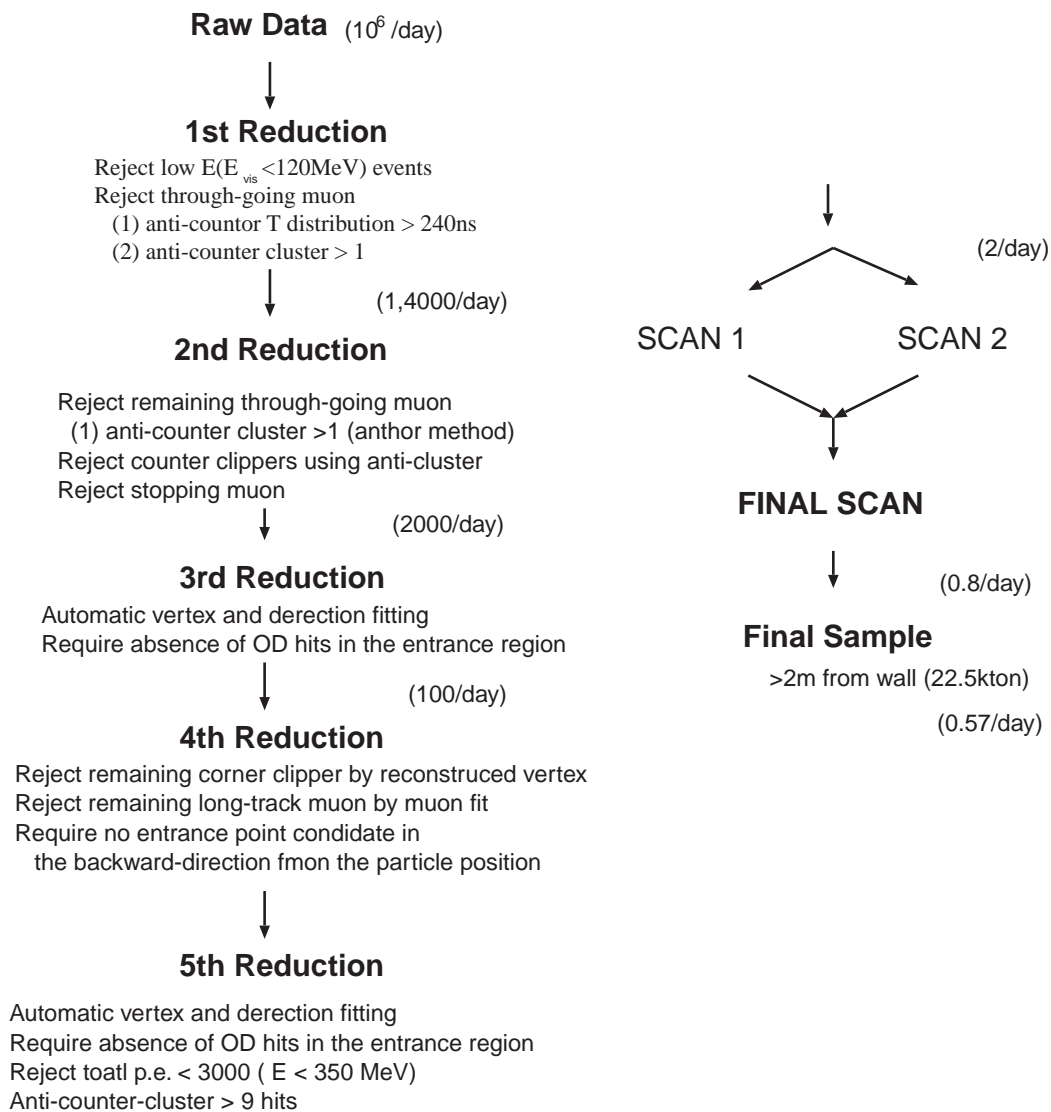 Raw Data (10^6 /day)
1st Reduction
Reject low E(E vis <120MeV) events
Reject through-going muon
(1) anti-countor T distribution > 240ns
(2) anti-counter cluster > 1
(1,4000/day)
2nd Reduction
Reject remaining through-going muon
(1) anti-counter cluster >1 (anthor method)
Reject counter clippers using anti-cluster
Reject stopping muon
(2000/day)
3rd Reduction
Automatic vertex and derection fitting
Require absence of OD hits in the entrance region
(100/day)
4th Reduction
Reject remaining corner clipper by reconstruced vertex
Reject remaining long-track muon by muon fit
Require no entrance point candidate in
the backward-direction fmon the particle position
5th Reduction
Automatic vertex and derection fitting
Require absence of OD hits in the entrance region
Reject toatl p.e. < 3000 ( E < 350 MeV)
Anti-counter-cluster > 9 hits
(2/day)
SCAN 1 SCAN 2
FINAL SCAN
(0.8/day)
Final Sample
>2m from wall (22.5kton)
(0.57/day)